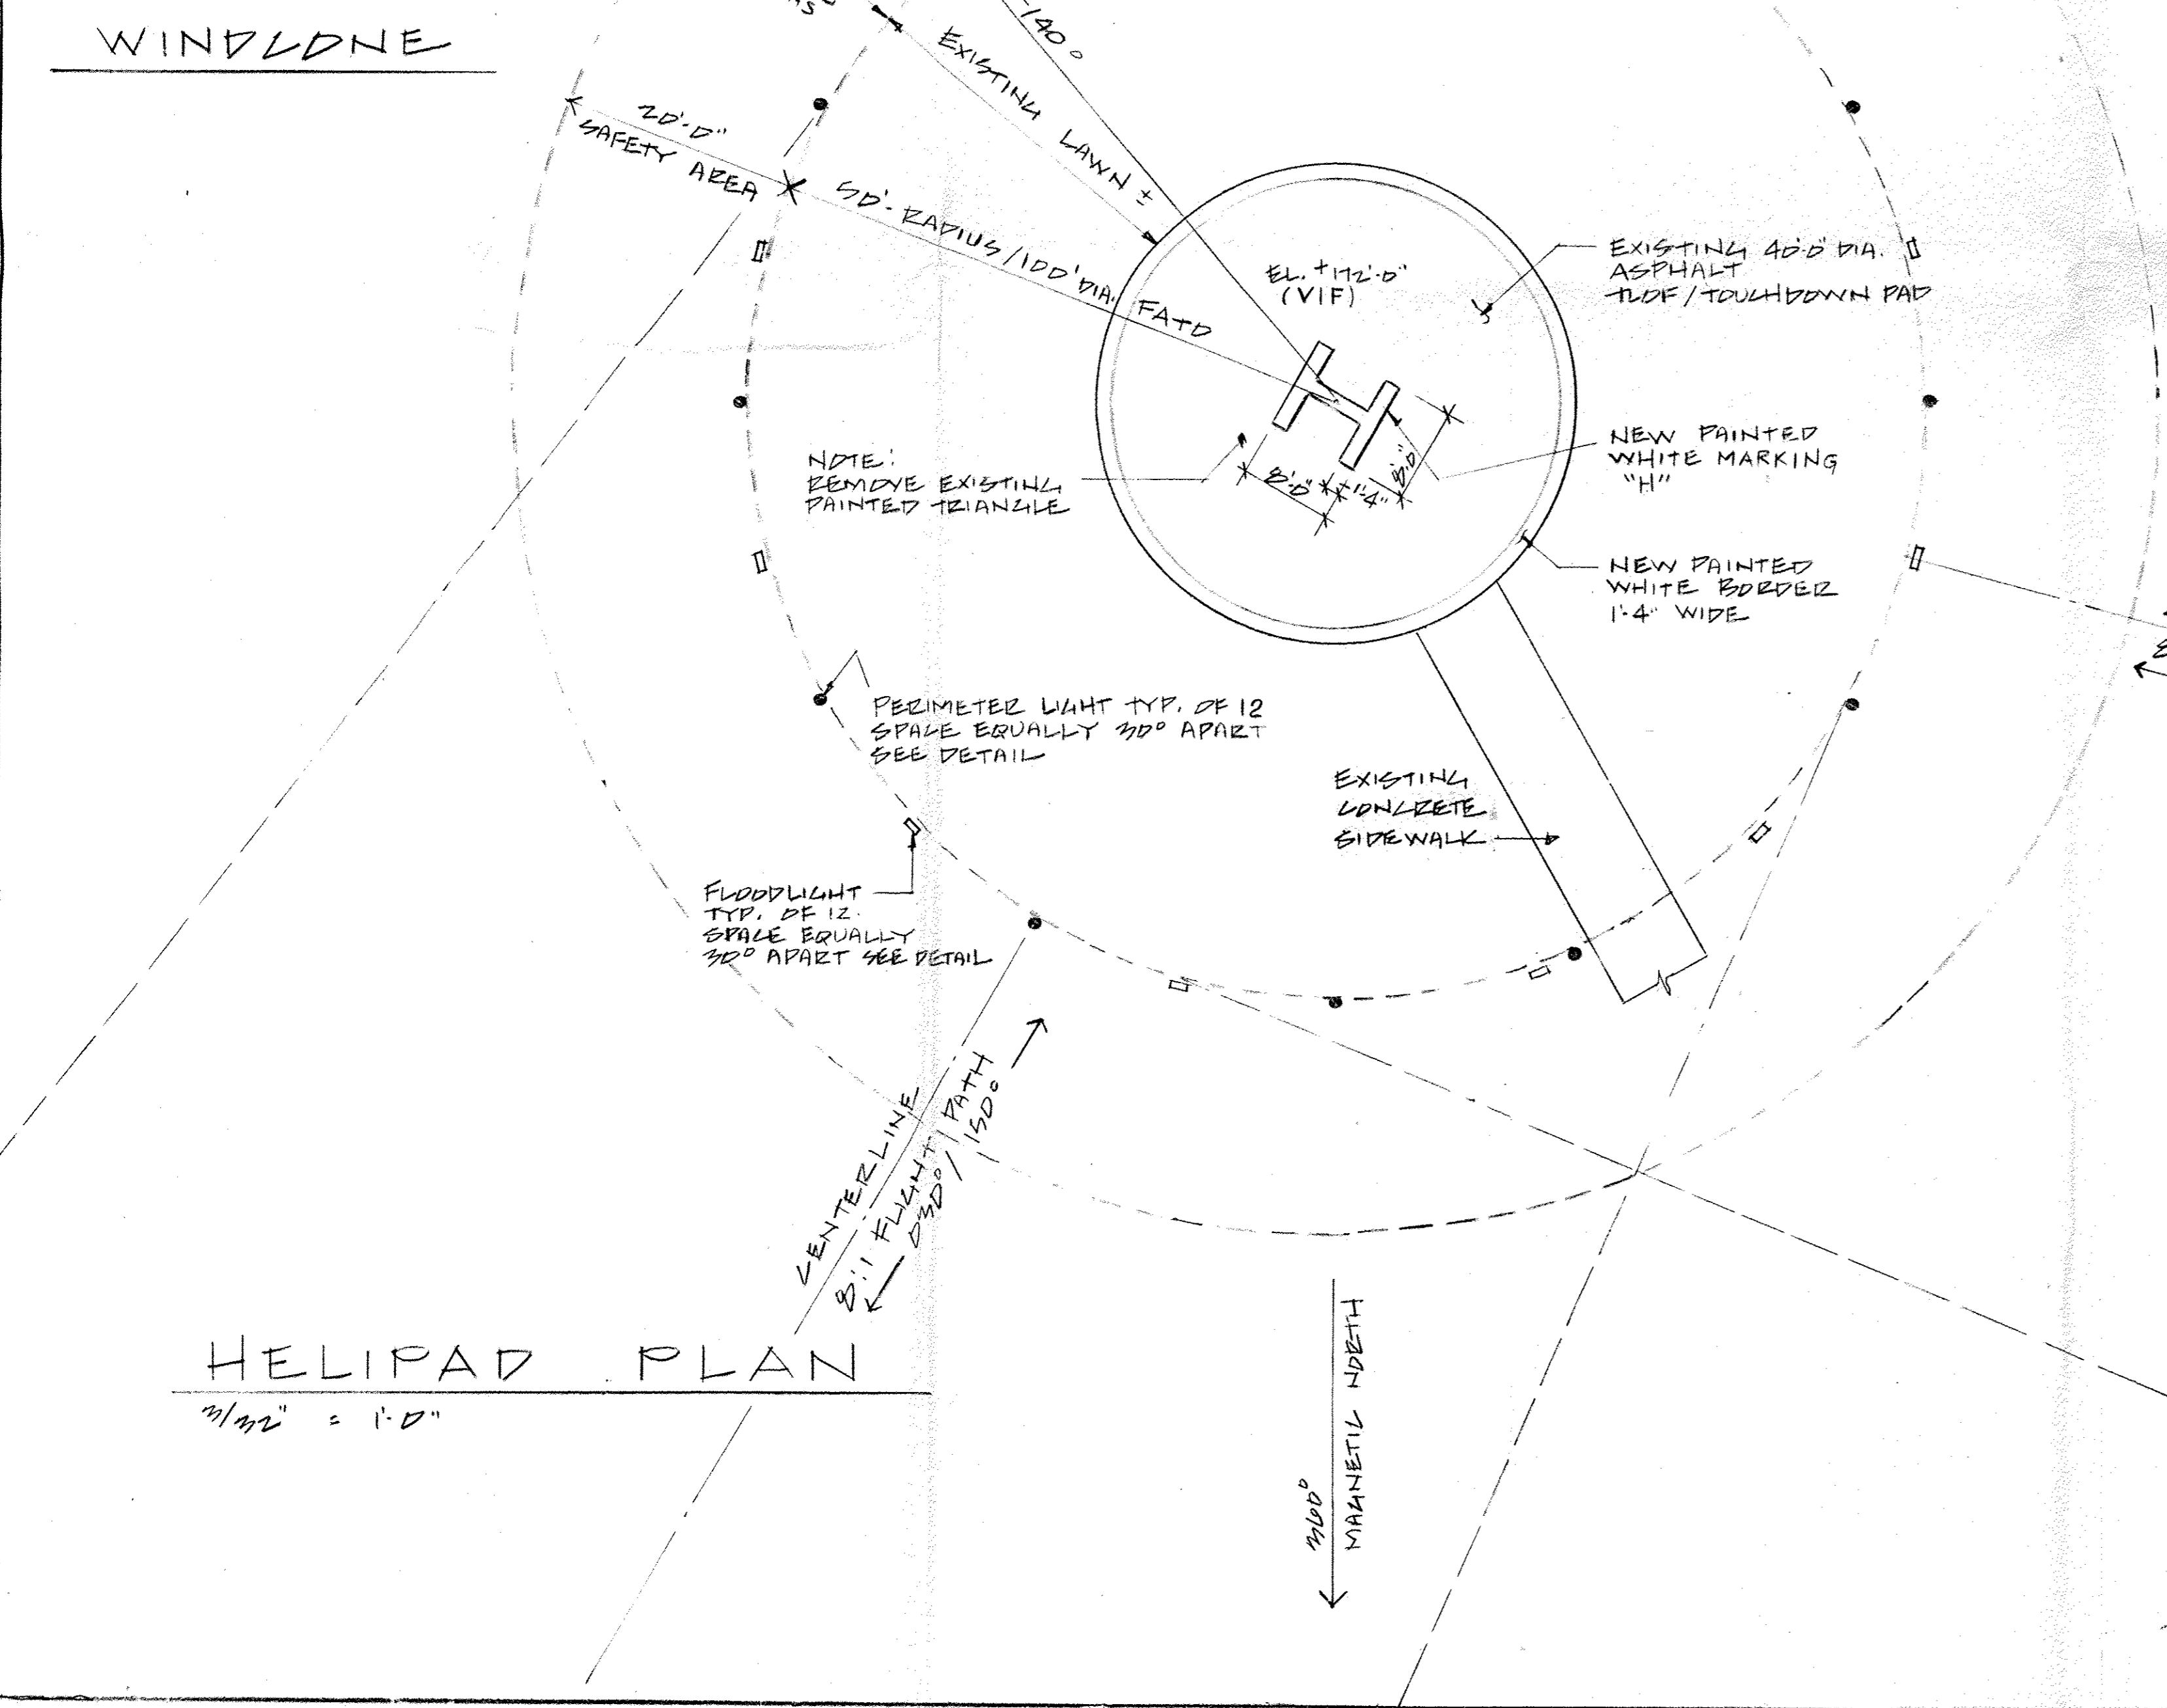 WINDCONE
140°
EXISTING LAWN ±
20'-0"
SAFETY AREA
50'- RADIUS/100' DIA. FATO
EL. +172'-0"
(VIF)
EXISTING 40'-0" DIA.
ASPHALT
TLOF/TOUCHDOWN PAD
NEW PAINTED
WHITE MARKING
"H"
H
8'-0"
1'-4"
8'-0"
NOTE:
REMOVE EXISTING
PAINTED TRIANGLE
NEW PAINTED
WHITE BORDER
1'-4" WIDE
PERIMETER LIGHT TYP. OF 12
SPACE EQUALLY 30° APART
SEE DETAIL
EXISTING
CONCRETE
SIDEWALK
FLOODLIGHT
TYP. OF 12.
SPACE EQUALLY
30° APART SEE DETAIL
CENTERLINE
8:1 FLIGHT PATH
030°/150°
HELIPAD PLAN
3/32" = 1'-0"
360°
MAGNETIC NORTH